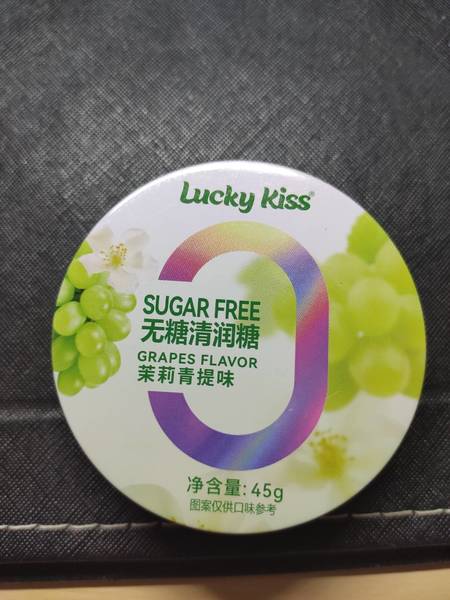 Lucky Kiss®
SUGAR FREE
无糖清润糖
GRAPES FLAVOR
茉莉青提味
净含量: 45g
图案仅供口味参考